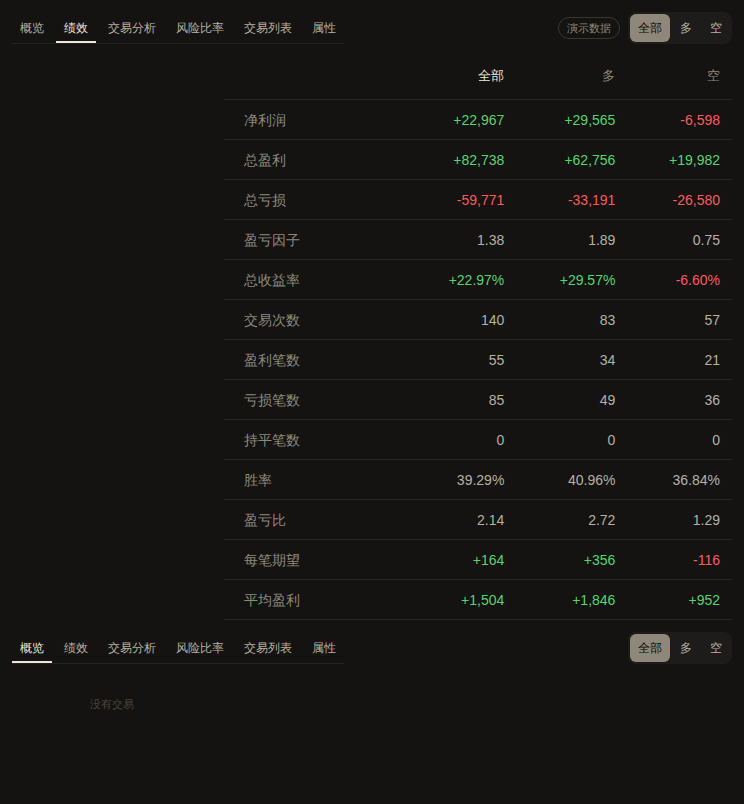 概览 绩效 交易分析 风险比率 交易列表 属性 演示数据 全部 多 空
全部 多 空
净利润 +22,967 +29,565 -6,598
总盈利 +82,738 +62,756 +19,982
总亏损 -59,771 -33,191 -26,580
盈亏因子 1.38 1.89 0.75
总收益率 +22.97% +29.57% -6.60%
交易次数 140 83 57
盈利笔数 55 34 21
亏损笔数 85 49 36
持平笔数 0 0 0
胜率 39.29% 40.96% 36.84%
盈亏比 2.14 2.72 1.29
每笔期望 +164 +356 -116
平均盈利 +1,504 +1,846 +952
概览 绩效 交易分析 风险比率 交易列表 属性 全部 多 空
没有交易